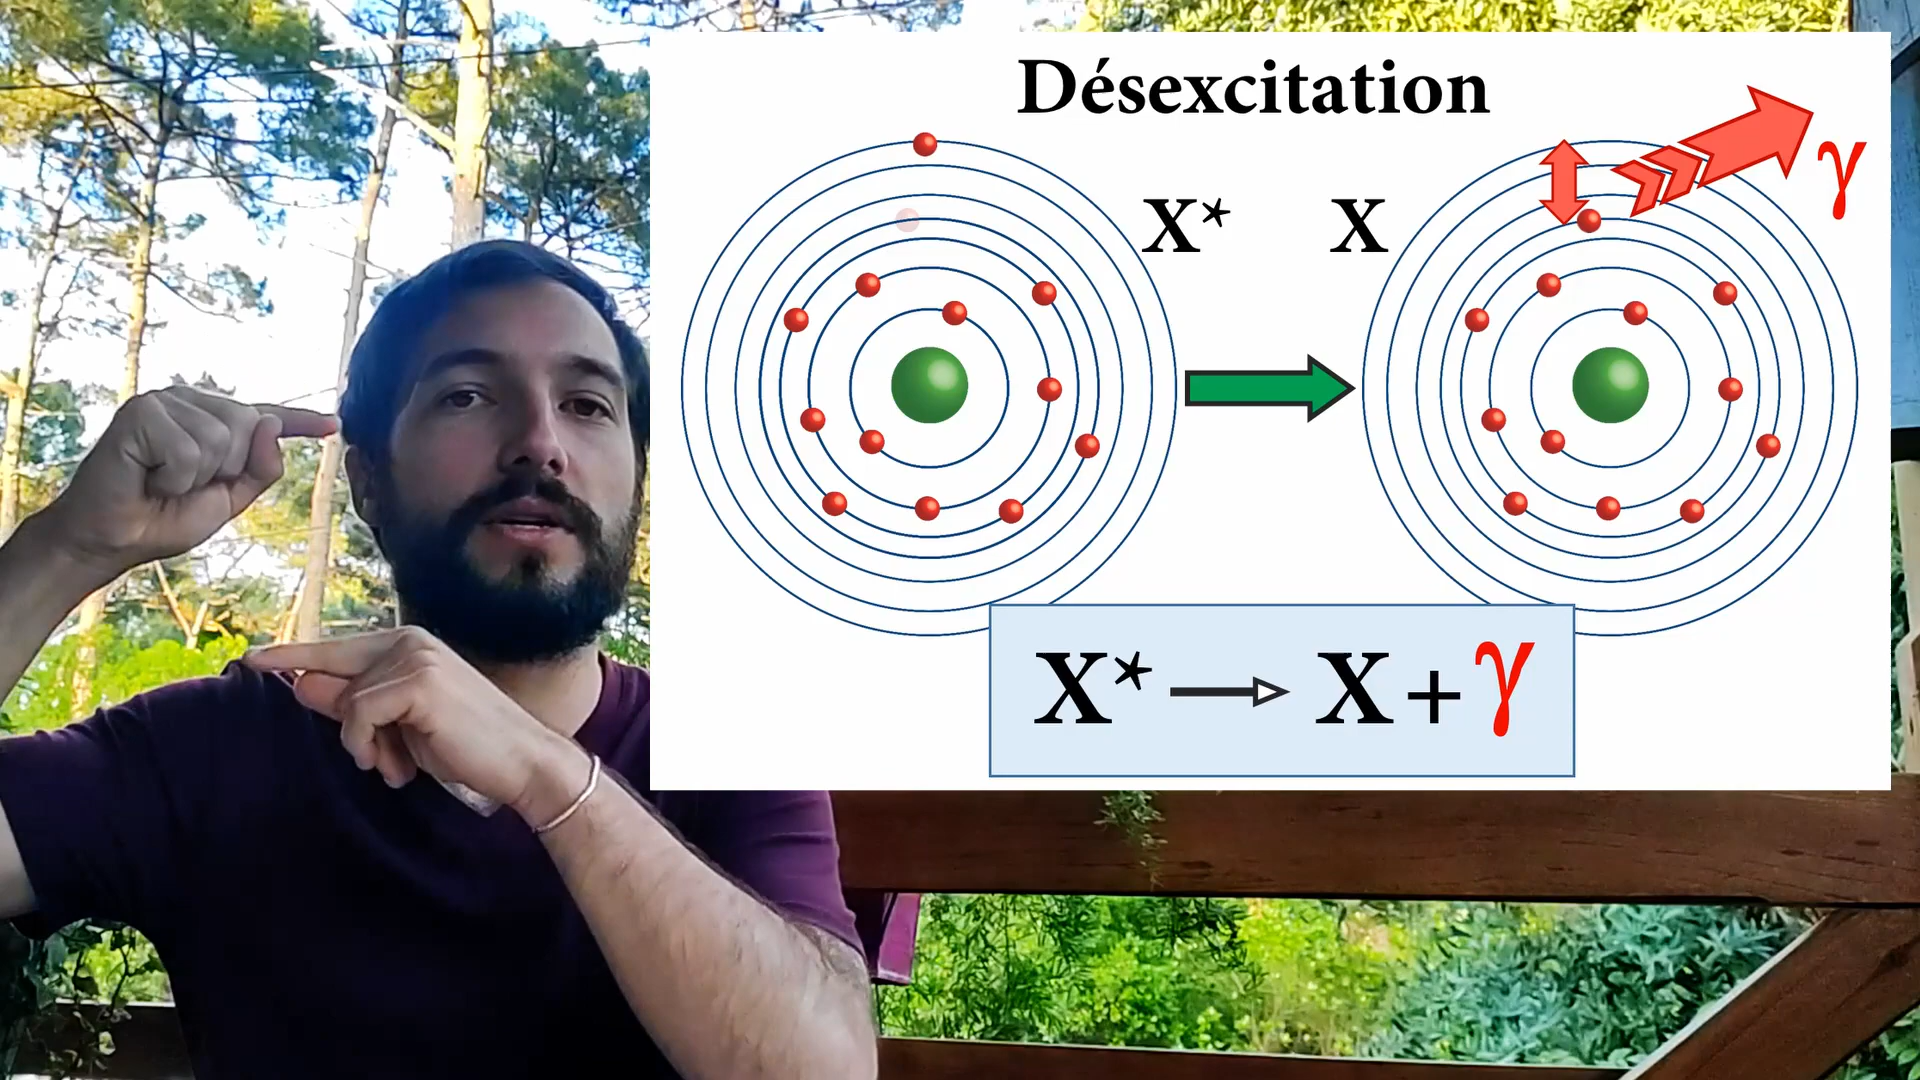 Désexcitation
γ
X* X
X* → X + γ